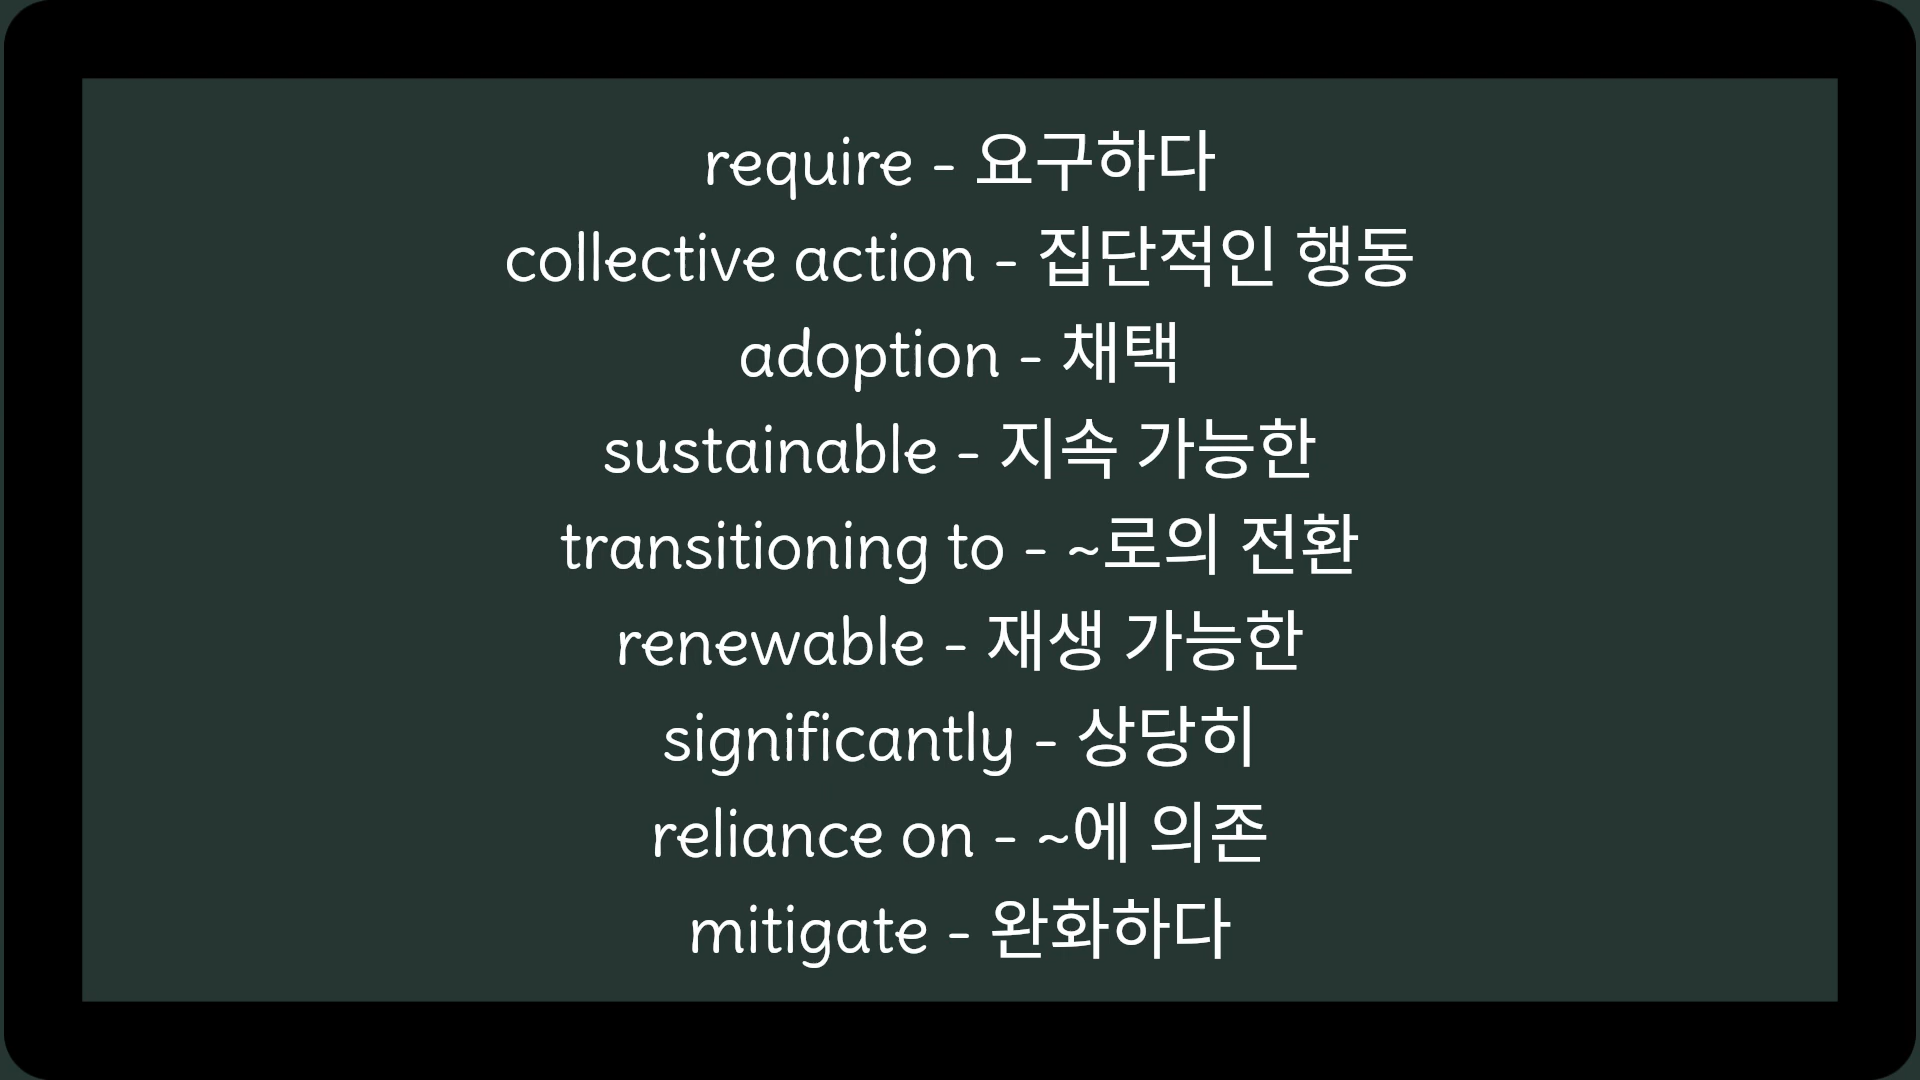 require - 요구하다
collective action - 집단적인 행동
adoption - 채택
sustainable - 지속 가능한
transitioning to - ~로의 전환
renewable - 재생 가능한
significantly - 상당히
reliance on - ~에 의존
mitigate - 완화하다